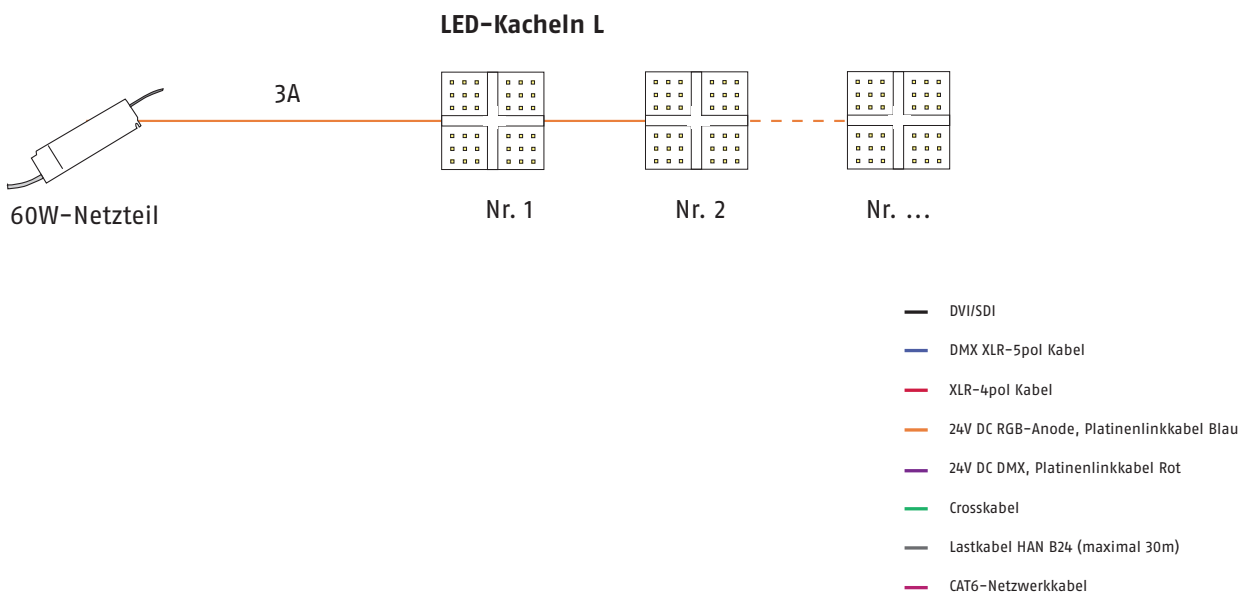 LED-Kacheln L
3A
60W-Netzteil
Nr. 1
Nr. 2
Nr. ...
DVI/SDI
DMX XLR-5pol Kabel
XLR-4pol Kabel
24V DC RGB-Anode, Platinenlinkkabel Blau
24V DC DMX, Platinenlinkkabel Rot
Crosskabel
Lastkabel HAN B24 (maximal 30m)
CAT6-Netzwerkkabel